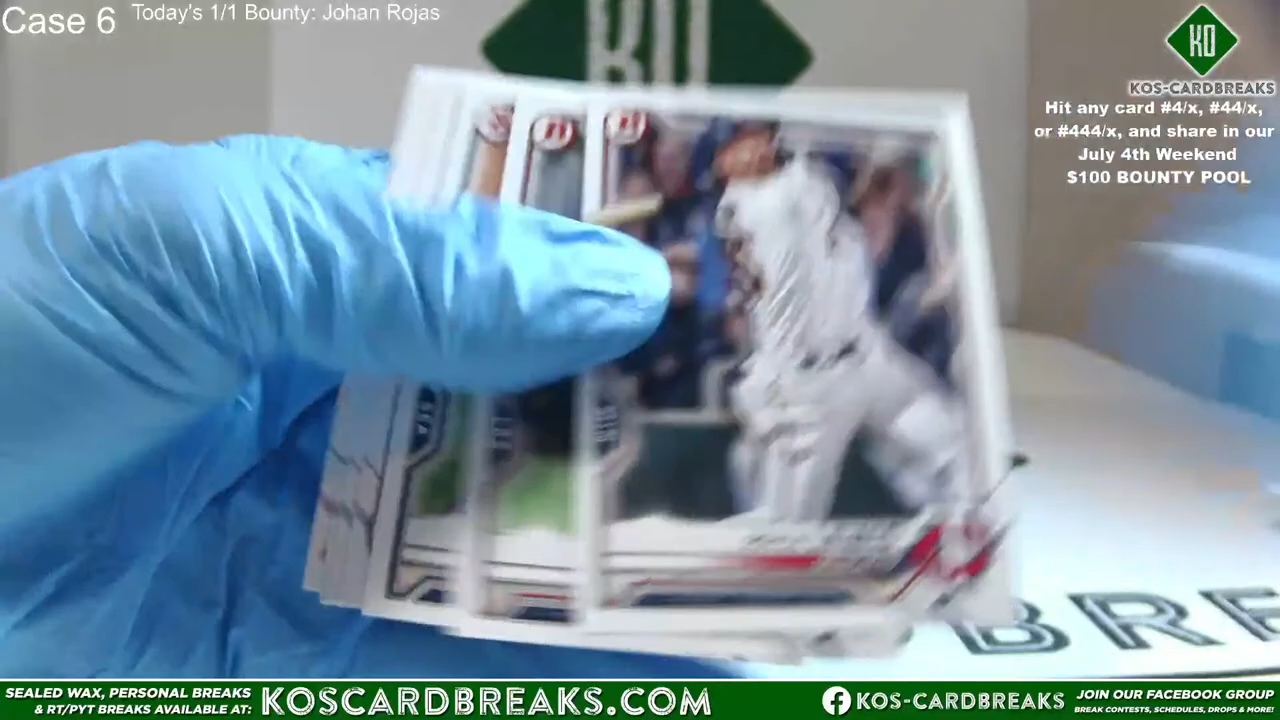 Case 6
Today's 1/1 Bounty: Johan Rojas
KO
KOS-CARDBREAKS
Hit any card #4/x, #44/x,
or #444/x, and share in our
July 4th Weekend
$100 BOUNTY POOL
BRE
SEALED WAX, PERSONAL BREAKS
& RT/PYT BREAKS AVAILABLE AT:
KOSCARDBREAKS.COM
KOS-CARDBREAKS
JOIN OUR FACEBOOK GROUP
BREAK CONTESTS, SCHEDULES, DROPS & MORE!